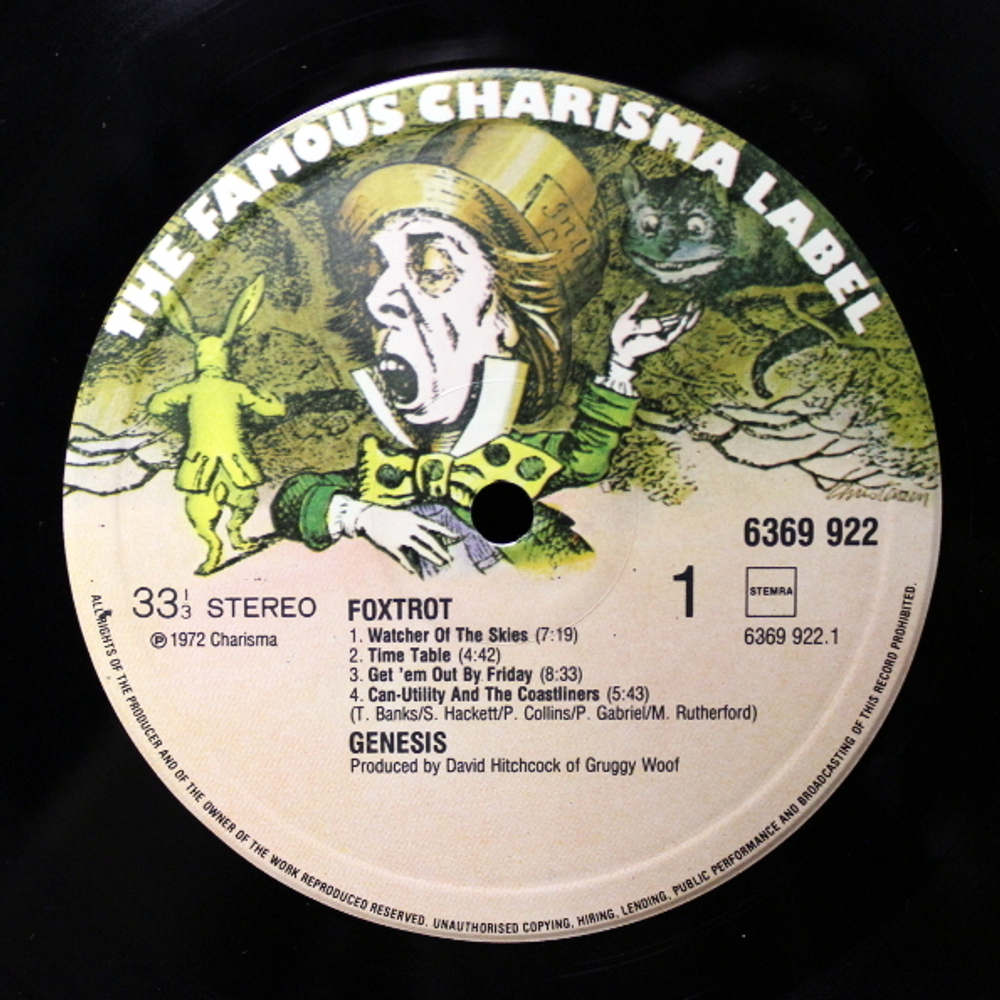 THE FAMOUS CHARISMA LABEL
6369 922
33 1/3 STEREO
℗ 1972 Charisma
1
STEMRA
6369 922.1
FOXTROT
1. Watcher Of The Skies (7:19)
2. Time Table (4:42)
3. Get 'em Out By Friday (8:33)
4. Can-Utility And The Coastliners (5:43)
(T. Banks/S. Hackett/P. Collins/P. Gabriel/M. Rutherford)
GENESIS
Produced by David Hitchcock of Gruggy Woof
ALL RIGHTS OF THE PRODUCER AND OF THE OWNER OF THE WORK REPRODUCED RESERVED. UNAUTHORISED COPYING, HIRING, LENDING, PUBLIC PERFORMANCE AND BROADCASTING OF THIS RECORD PROHIBITED.